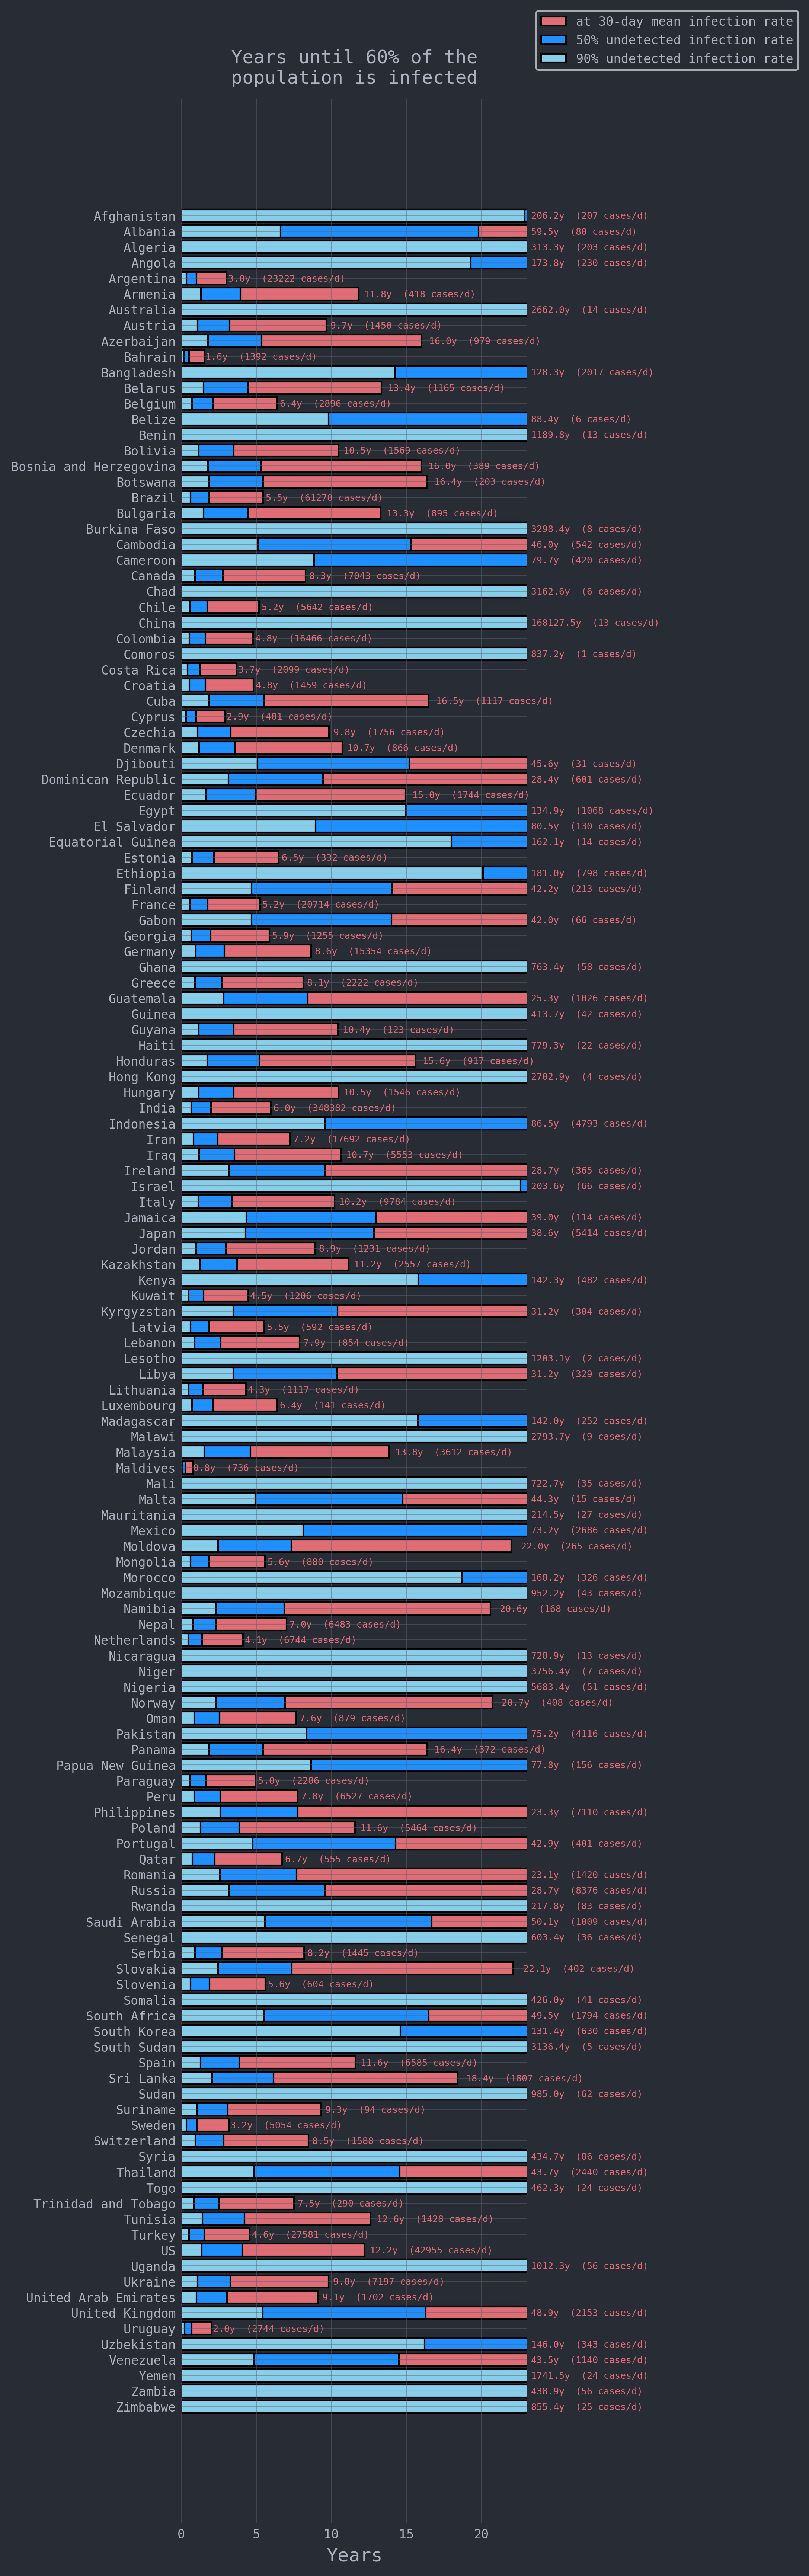 at 30-day mean infection rate
50% undetected infection rate
90% undetected infection rate
Years until 60% of the
population is infected
Afghanistan 206.2y (207 cases/d)
Albania 59.5y (80 cases/d)
Algeria 313.3y (203 cases/d)
Angola 173.8y (230 cases/d)
Argentina 3.0y (23222 cases/d)
Armenia 11.8y (418 cases/d)
Australia 2662.0y (14 cases/d)
Austria 9.7y (1450 cases/d)
Azerbaijan 16.0y (979 cases/d)
Bahrain 1.6y (1392 cases/d)
Bangladesh 128.3y (2017 cases/d)
Belarus 13.4y (1165 cases/d)
Belgium 6.4y (2896 cases/d)
Belize 88.4y (6 cases/d)
Benin 1189.8y (13 cases/d)
Bolivia 10.5y (1569 cases/d)
Bosnia and Herzegovina 16.0y (389 cases/d)
Botswana 16.4y (203 cases/d)
Brazil 5.5y (61278 cases/d)
Bulgaria 13.3y (895 cases/d)
Burkina Faso 3298.4y (8 cases/d)
Cambodia 46.0y (542 cases/d)
Cameroon 79.7y (420 cases/d)
Canada 8.3y (7043 cases/d)
Chad 3162.6y (6 cases/d)
Chile 5.2y (5642 cases/d)
China 168127.5y (13 cases/d)
Colombia 4.8y (16466 cases/d)
Comoros 837.2y (1 cases/d)
Costa Rica 3.7y (2099 cases/d)
Croatia 4.8y (1459 cases/d)
Cuba 16.5y (1117 cases/d)
Cyprus 2.9y (481 cases/d)
Czechia 9.8y (1756 cases/d)
Denmark 10.7y (866 cases/d)
Djibouti 45.6y (31 cases/d)
Dominican Republic 28.4y (601 cases/d)
Ecuador 15.0y (1744 cases/d)
Egypt 134.9y (1068 cases/d)
El Salvador 80.5y (130 cases/d)
Equatorial Guinea 162.1y (14 cases/d)
Estonia 6.5y (332 cases/d)
Ethiopia 181.0y (798 cases/d)
Finland 42.2y (213 cases/d)
France 5.2y (20714 cases/d)
Gabon 42.0y (66 cases/d)
Georgia 5.9y (1255 cases/d)
Germany 8.6y (15354 cases/d)
Ghana 763.4y (58 cases/d)
Greece 8.1y (2222 cases/d)
Guatemala 25.3y (1026 cases/d)
Guinea 413.7y (42 cases/d)
Guyana 10.4y (123 cases/d)
Haiti 779.3y (22 cases/d)
Honduras 15.6y (917 cases/d)
Hong Kong 2702.9y (4 cases/d)
Hungary 10.5y (1546 cases/d)
India 6.0y (348382 cases/d)
Indonesia 86.5y (4793 cases/d)
Iran 7.2y (17692 cases/d)
Iraq 10.7y (5553 cases/d)
Ireland 28.7y (365 cases/d)
Israel 203.6y (66 cases/d)
Italy 10.2y (9784 cases/d)
Jamaica 39.0y (114 cases/d)
Japan 38.6y (5414 cases/d)
Jordan 8.9y (1231 cases/d)
Kazakhstan 11.2y (2557 cases/d)
Kenya 142.3y (482 cases/d)
Kuwait 4.5y (1206 cases/d)
Kyrgyzstan 31.2y (304 cases/d)
Latvia 5.5y (592 cases/d)
Lebanon 7.9y (854 cases/d)
Lesotho 1203.1y (2 cases/d)
Libya 31.2y (329 cases/d)
Lithuania 4.3y (1117 cases/d)
Luxembourg 6.4y (141 cases/d)
Madagascar 142.0y (252 cases/d)
Malawi 2793.7y (9 cases/d)
Malaysia 13.8y (3612 cases/d)
Maldives 0.8y (736 cases/d)
Mali 722.7y (35 cases/d)
Malta 44.3y (15 cases/d)
Mauritania 214.5y (27 cases/d)
Mexico 73.2y (2686 cases/d)
Moldova 22.0y (265 cases/d)
Mongolia 5.6y (880 cases/d)
Morocco 168.2y (326 cases/d)
Mozambique 952.2y (43 cases/d)
Namibia 20.6y (168 cases/d)
Nepal 7.0y (6483 cases/d)
Netherlands 4.1y (6744 cases/d)
Nicaragua 728.9y (13 cases/d)
Niger 3756.4y (7 cases/d)
Nigeria 5683.4y (51 cases/d)
Norway 20.7y (408 cases/d)
Oman 7.6y (879 cases/d)
Pakistan 75.2y (4116 cases/d)
Panama 16.4y (372 cases/d)
Papua New Guinea 77.8y (156 cases/d)
Paraguay 5.0y (2286 cases/d)
Peru 7.8y (6527 cases/d)
Philippines 23.3y (7110 cases/d)
Poland 11.6y (5464 cases/d)
Portugal 42.9y (401 cases/d)
Qatar 6.7y (555 cases/d)
Romania 23.1y (1420 cases/d)
Russia 28.7y (8376 cases/d)
Rwanda 217.8y (83 cases/d)
Saudi Arabia 50.1y (1009 cases/d)
Senegal 603.4y (36 cases/d)
Serbia 8.2y (1445 cases/d)
Slovakia 22.1y (402 cases/d)
Slovenia 5.6y (604 cases/d)
Somalia 426.0y (41 cases/d)
South Africa 49.5y (1794 cases/d)
South Korea 131.4y (630 cases/d)
South Sudan 3136.4y (5 cases/d)
Spain 11.6y (6585 cases/d)
Sri Lanka 18.4y (1807 cases/d)
Sudan 985.0y (62 cases/d)
Suriname 9.3y (94 cases/d)
Sweden 3.2y (5054 cases/d)
Switzerland 8.5y (1588 cases/d)
Syria 434.7y (86 cases/d)
Thailand 43.7y (2440 cases/d)
Togo 462.3y (24 cases/d)
Trinidad and Tobago 7.5y (290 cases/d)
Tunisia 12.6y (1428 cases/d)
Turkey 4.6y (27581 cases/d)
US 12.2y (42955 cases/d)
Uganda 1012.3y (56 cases/d)
Ukraine 9.8y (7197 cases/d)
United Arab Emirates 9.1y (1702 cases/d)
United Kingdom 48.9y (2153 cases/d)
Uruguay 2.0y (2744 cases/d)
Uzbekistan 146.0y (343 cases/d)
Venezuela 43.5y (1140 cases/d)
Yemen 1741.5y (24 cases/d)
Zambia 438.9y (56 cases/d)
Zimbabwe 855.4y (25 cases/d)
0 5 10 15 20
Years